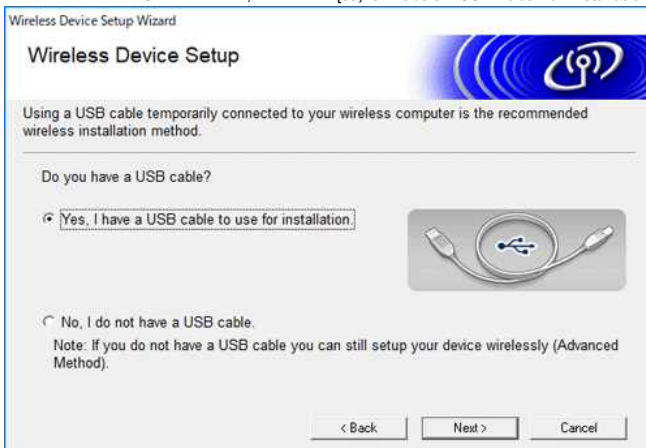 Wireless Device Setup Wizard
Wireless Device Setup
Using a USB cable temporarily connected to your wireless computer is the recommended
wireless installation method.
Do you have a USB cable?
Yes, I have a USB cable to use for installation.
No, I do not have a USB cable.
Note: If you do not have a USB cable you can still setup your device wirelessly (Advanced
Method).
< Back
Next >
Cancel